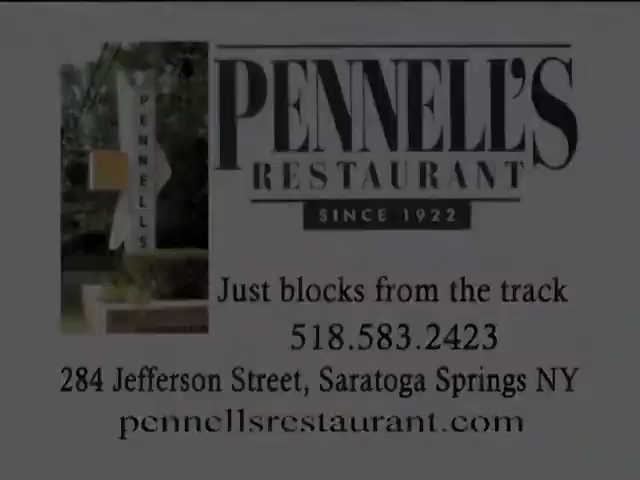 PENNELLS
PENNELL'S
RESTAURANT
SINCE 1922
Just blocks from the track
518.583.2423
284 Jefferson Street, Saratoga Springs NY
pennellsrestaurant.com